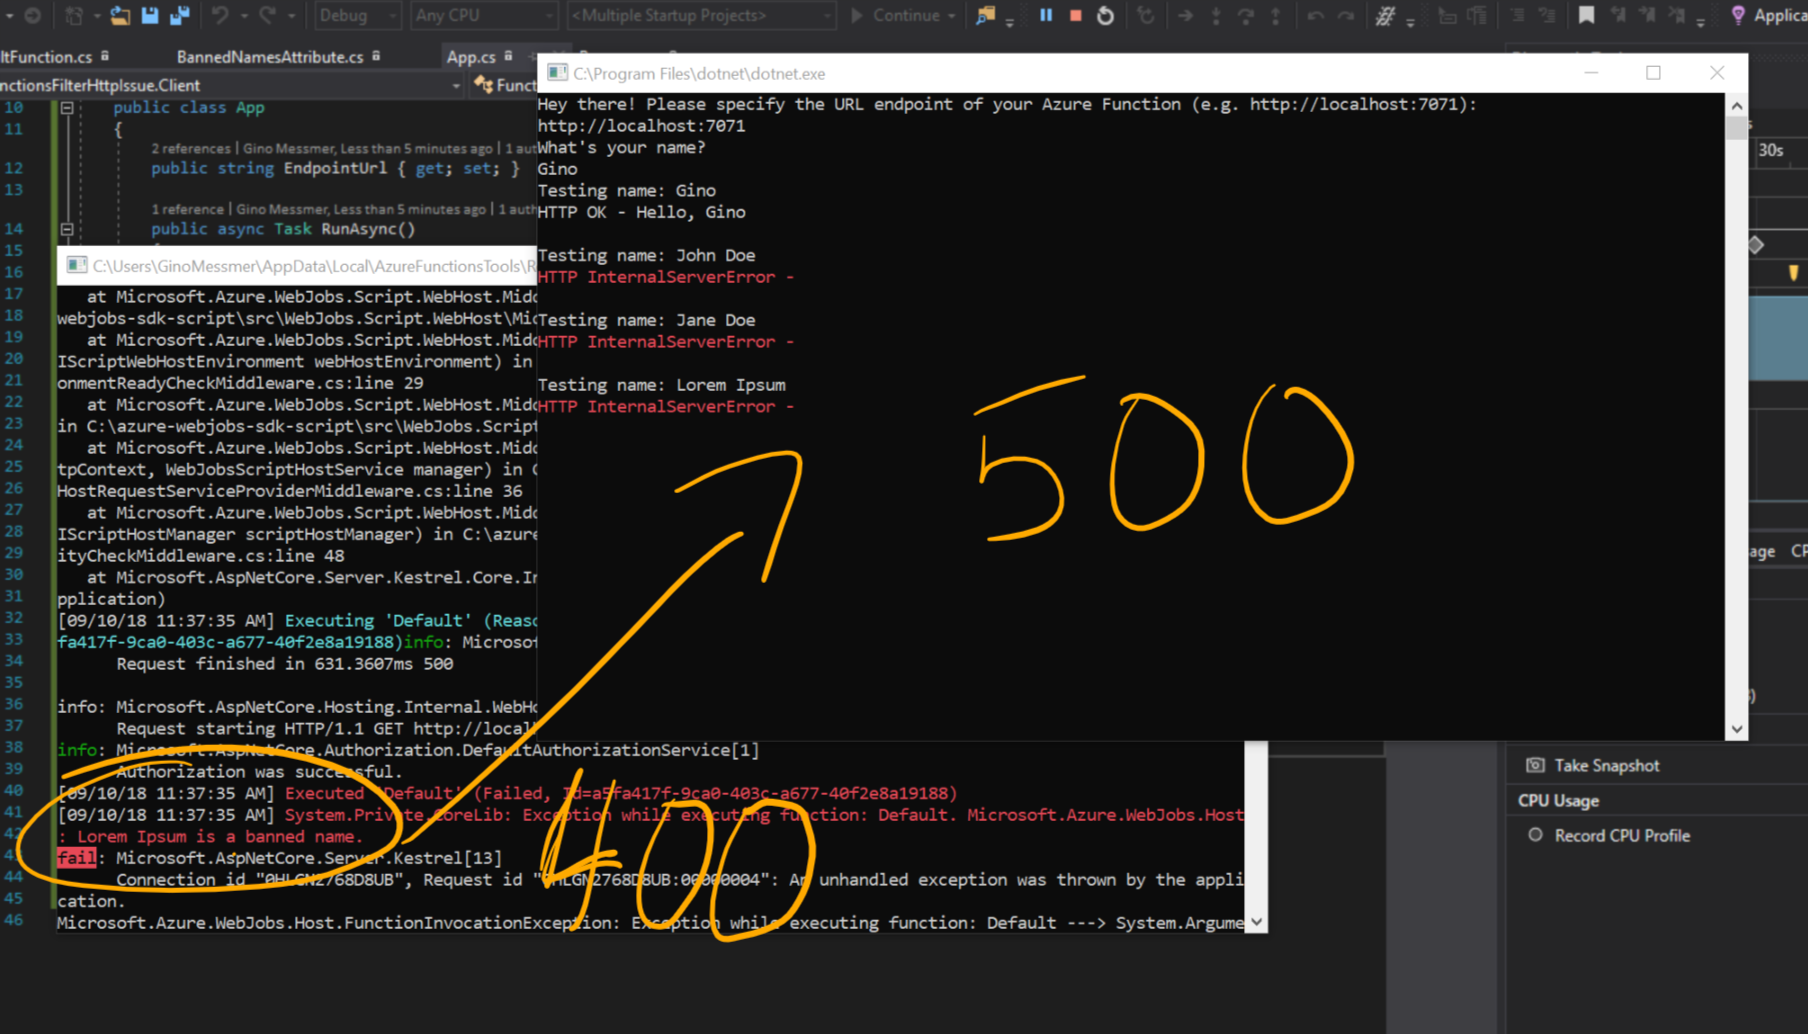 Debug
Any CPU
<Multiple Startup Projects>
Continue
Applica
ltFunction.cs
BannedNamesAttribute.cs
App.cs
nctionsFilterHttpIssue.Client
Funct
10 public class App
11 {
2 references | Gino Messmer, Less than 5 minutes ago | 1 aut
12 public string EndpointUrl { get; set; }
13
1 reference | Gino Messmer, Less than 5 minutes ago | 1 auth
14 public async Task RunAsync()
15
16
17
18
19
20
21
22
23
24
25
26
27
28
29
30
31
32
33
34
35
36
37
38
39
40
41
42
43
44
45
46
C:\Program Files\dotnet\dotnet.exe
Hey there! Please specify the URL endpoint of your Azure Function (e.g. http://localhost:7071):
http://localhost:7071
What's your name?
Gino
Testing name: Gino
HTTP OK - Hello, Gino
Testing name: John Doe
HTTP InternalServerError -
Testing name: Jane Doe
HTTP InternalServerError -
Testing name: Lorem Ipsum
HTTP InternalServerError -
500
C:\Users\GinoMessmer\AppData\Local\AzureFunctionsTools\R
at Microsoft.Azure.WebJobs.Script.WebHost.Midd
webjobs-sdk-script\src\WebJobs.Script.WebHost\Mic
at Microsoft.Azure.WebJobs.Script.WebHost.Midd
IScriptWebHostEnvironment webHostEnvironment) in
onmentReadyCheckMiddleware.cs:line 29
at Microsoft.Azure.WebJobs.Script.WebHost.Midd
in C:\azure-webjobs-sdk-script\src\WebJobs.Script
at Microsoft.Azure.WebJobs.Script.WebHost.Midd
tpContext, WebJobsScriptHostService manager) in C
HostRequestServiceProviderMiddleware.cs:line 36
at Microsoft.Azure.WebJobs.Script.WebHost.Midd
IScriptHostManager scriptHostManager) in C:\azure
ityCheckMiddleware.cs:line 48
at Microsoft.AspNetCore.Server.Kestrel.Core.In
pplication)
[09/10/18 11:37:35 AM] Executing 'Default' (Reaso
fa417f-9ca0-403c-a677-40f2e8a19188)info: Microsof
Request finished in 631.3607ms 500
info: Microsoft.AspNetCore.Hosting.Internal.WebHo
Request starting HTTP/1.1 GET http://local
info: Microsoft.AspNetCore.Authorization.DefaultAuthorizationService[1]
Authorization was successful.
[09/10/18 11:37:35 AM] Executed 'Default' (Failed, Id=a5fa417f-9ca0-403c-a677-40f2e8a19188)
[09/10/18 11:37:35 AM] System.Private.CoreLib: Exception while executing function: Default. Microsoft.Azure.WebJobs.Host
: Lorem Ipsum is a banned name.
fail: Microsoft.AspNetCore.Server.Kestrel[13]
Connection id "0HLGN2768D8UB", Request id "0HLGN2768D8UB:00000004": An unhandled exception was thrown by the appli
cation.
Microsoft.Azure.WebJobs.Host.FunctionInvocationException: Exception while executing function: Default ---> System.Argume
400
30s
age
CP
Take Snapshot
CPU Usage
Record CPU Profile